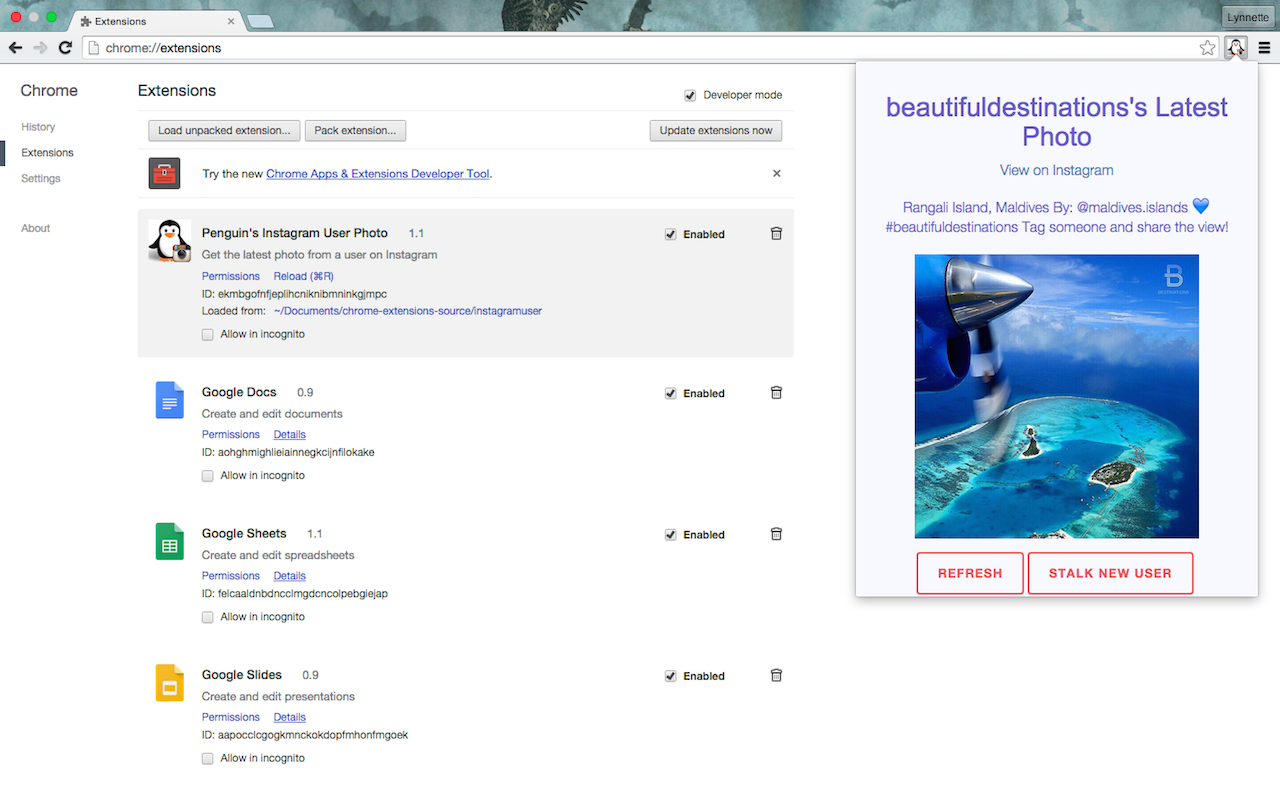 Extensions
Lynnette
chrome://extensions
Chrome
History
Extensions
Settings
About
Extensions
Developer mode
Load unpacked extension...
Pack extension...
Update extensions now
Try the new Chrome Apps & Extensions Developer Tool.
Penguin's Instagram User Photo 1.1
Enabled
Get the latest photo from a user on Instagram
Permissions Reload (⌘R)
ID: ekmbgofnfjeplihcniknibmninkgjmpc
Loaded from: ~/Documents/chrome-extensions-source/instagramuser
Allow in incognito
Google Docs 0.9
Enabled
Create and edit documents
Permissions Details
ID: aohghmighlieiainnegkcijnfilokake
Allow in incognito
Google Sheets 1.1
Enabled
Create and edit spreadsheets
Permissions Details
ID: felcaaldnbdncclmgdcncolpebgiejap
Allow in incognito
Google Slides 0.9
Enabled
Create and edit presentations
Permissions Details
ID: aapocclcgogkmnckokdopfmhonfmgoek
Allow in incognito
beautifuldestinations's Latest
Photo
View on Instagram
Rangali Island, Maldives By: @maldives.islands 💙
#beautifuldestinations Tag someone and share the view!
B
DESTINATIONS
REFRESH
STALK NEW USER